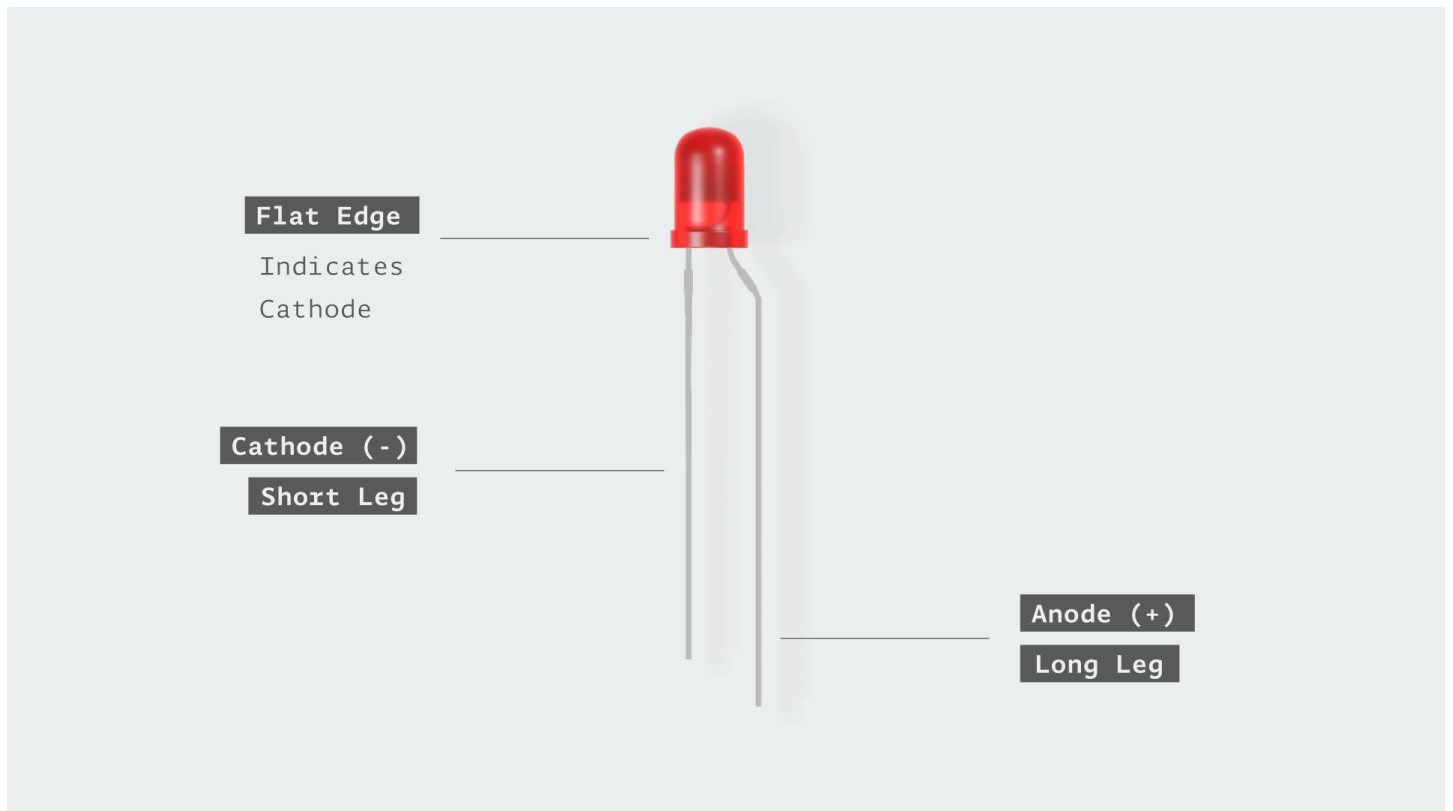 Flat Edge
Indicates
Cathode
Cathode (-)
Short Leg
Anode (+)
Long Leg